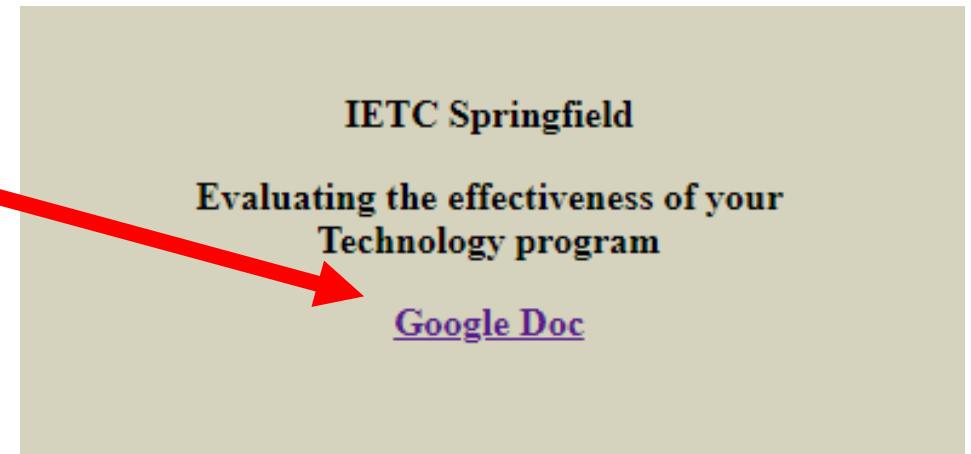 IETC Springfield
Evaluating the effectiveness of your
Technology program
Google Doc